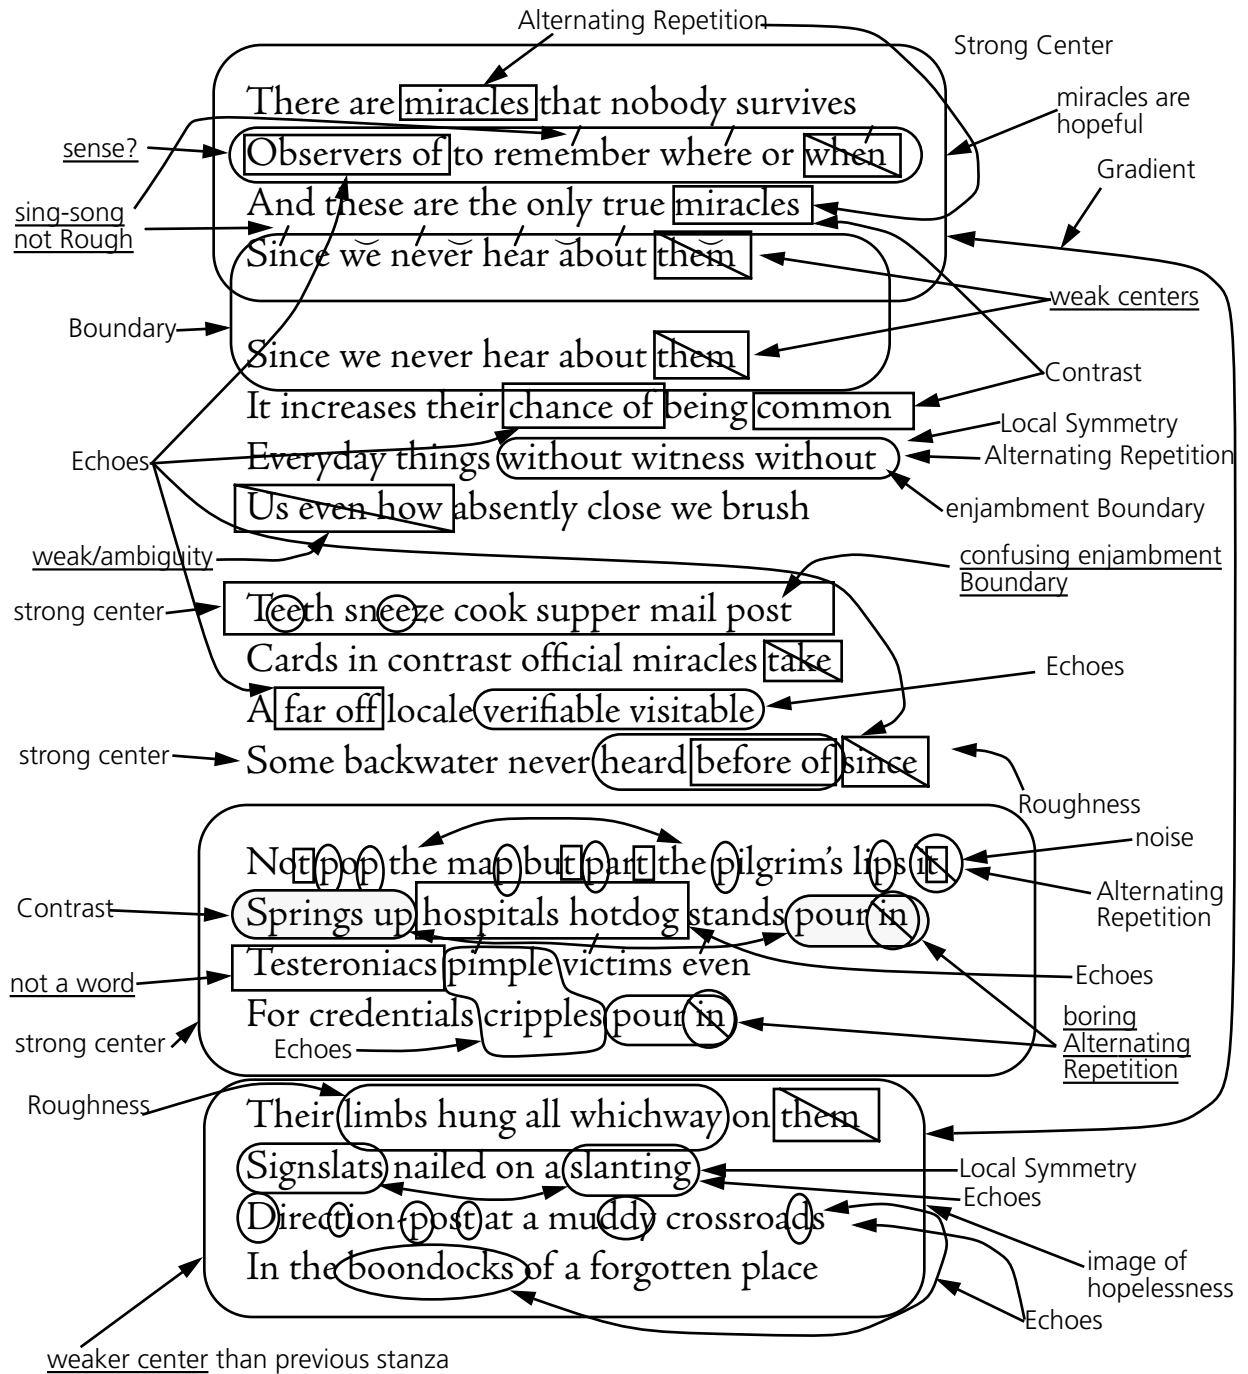 Alternating Repetition
Strong Center
There are miracles that nobody survives
miracles are
hopeful
sense?
Observers of to remember where or when
Gradient
sing-song
not Rough
And these are the only true miracles
Since we never hear about them
weak centers
Boundary
Since we never hear about them
Contrast
It increases their chance of being common
Local Symmetry
Echoes
Everyday things without witness without
Alternating Repetition
Us even how absently close we brush
enjambment Boundary
weak/ambiguity
confusing enjambment
Boundary
strong center
Teeth sneeze cook supper mail post
Cards in contrast official miracles take
Echoes
A far off locale verifiable visitable
strong center
Some backwater never heard before of since
Roughness
noise
Not pop the map but part the pilgrim's lips it
Alternating
Repetition
Contrast
Springs up hospitals hotdog stands pour in
Testeroniacs pimple victims even
Echoes
not a word
For credentials cripples pour in
boring
Alternating
Repetition
strong center
Echoes
Roughness
Their limbs hung all whichway on them
Signslats nailed on a slanting
Local Symmetry
Echoes
Direction-post at a muddy crossroads
In the boondocks of a forgotten place
image of
hopelessness
Echoes
weaker center than previous stanza